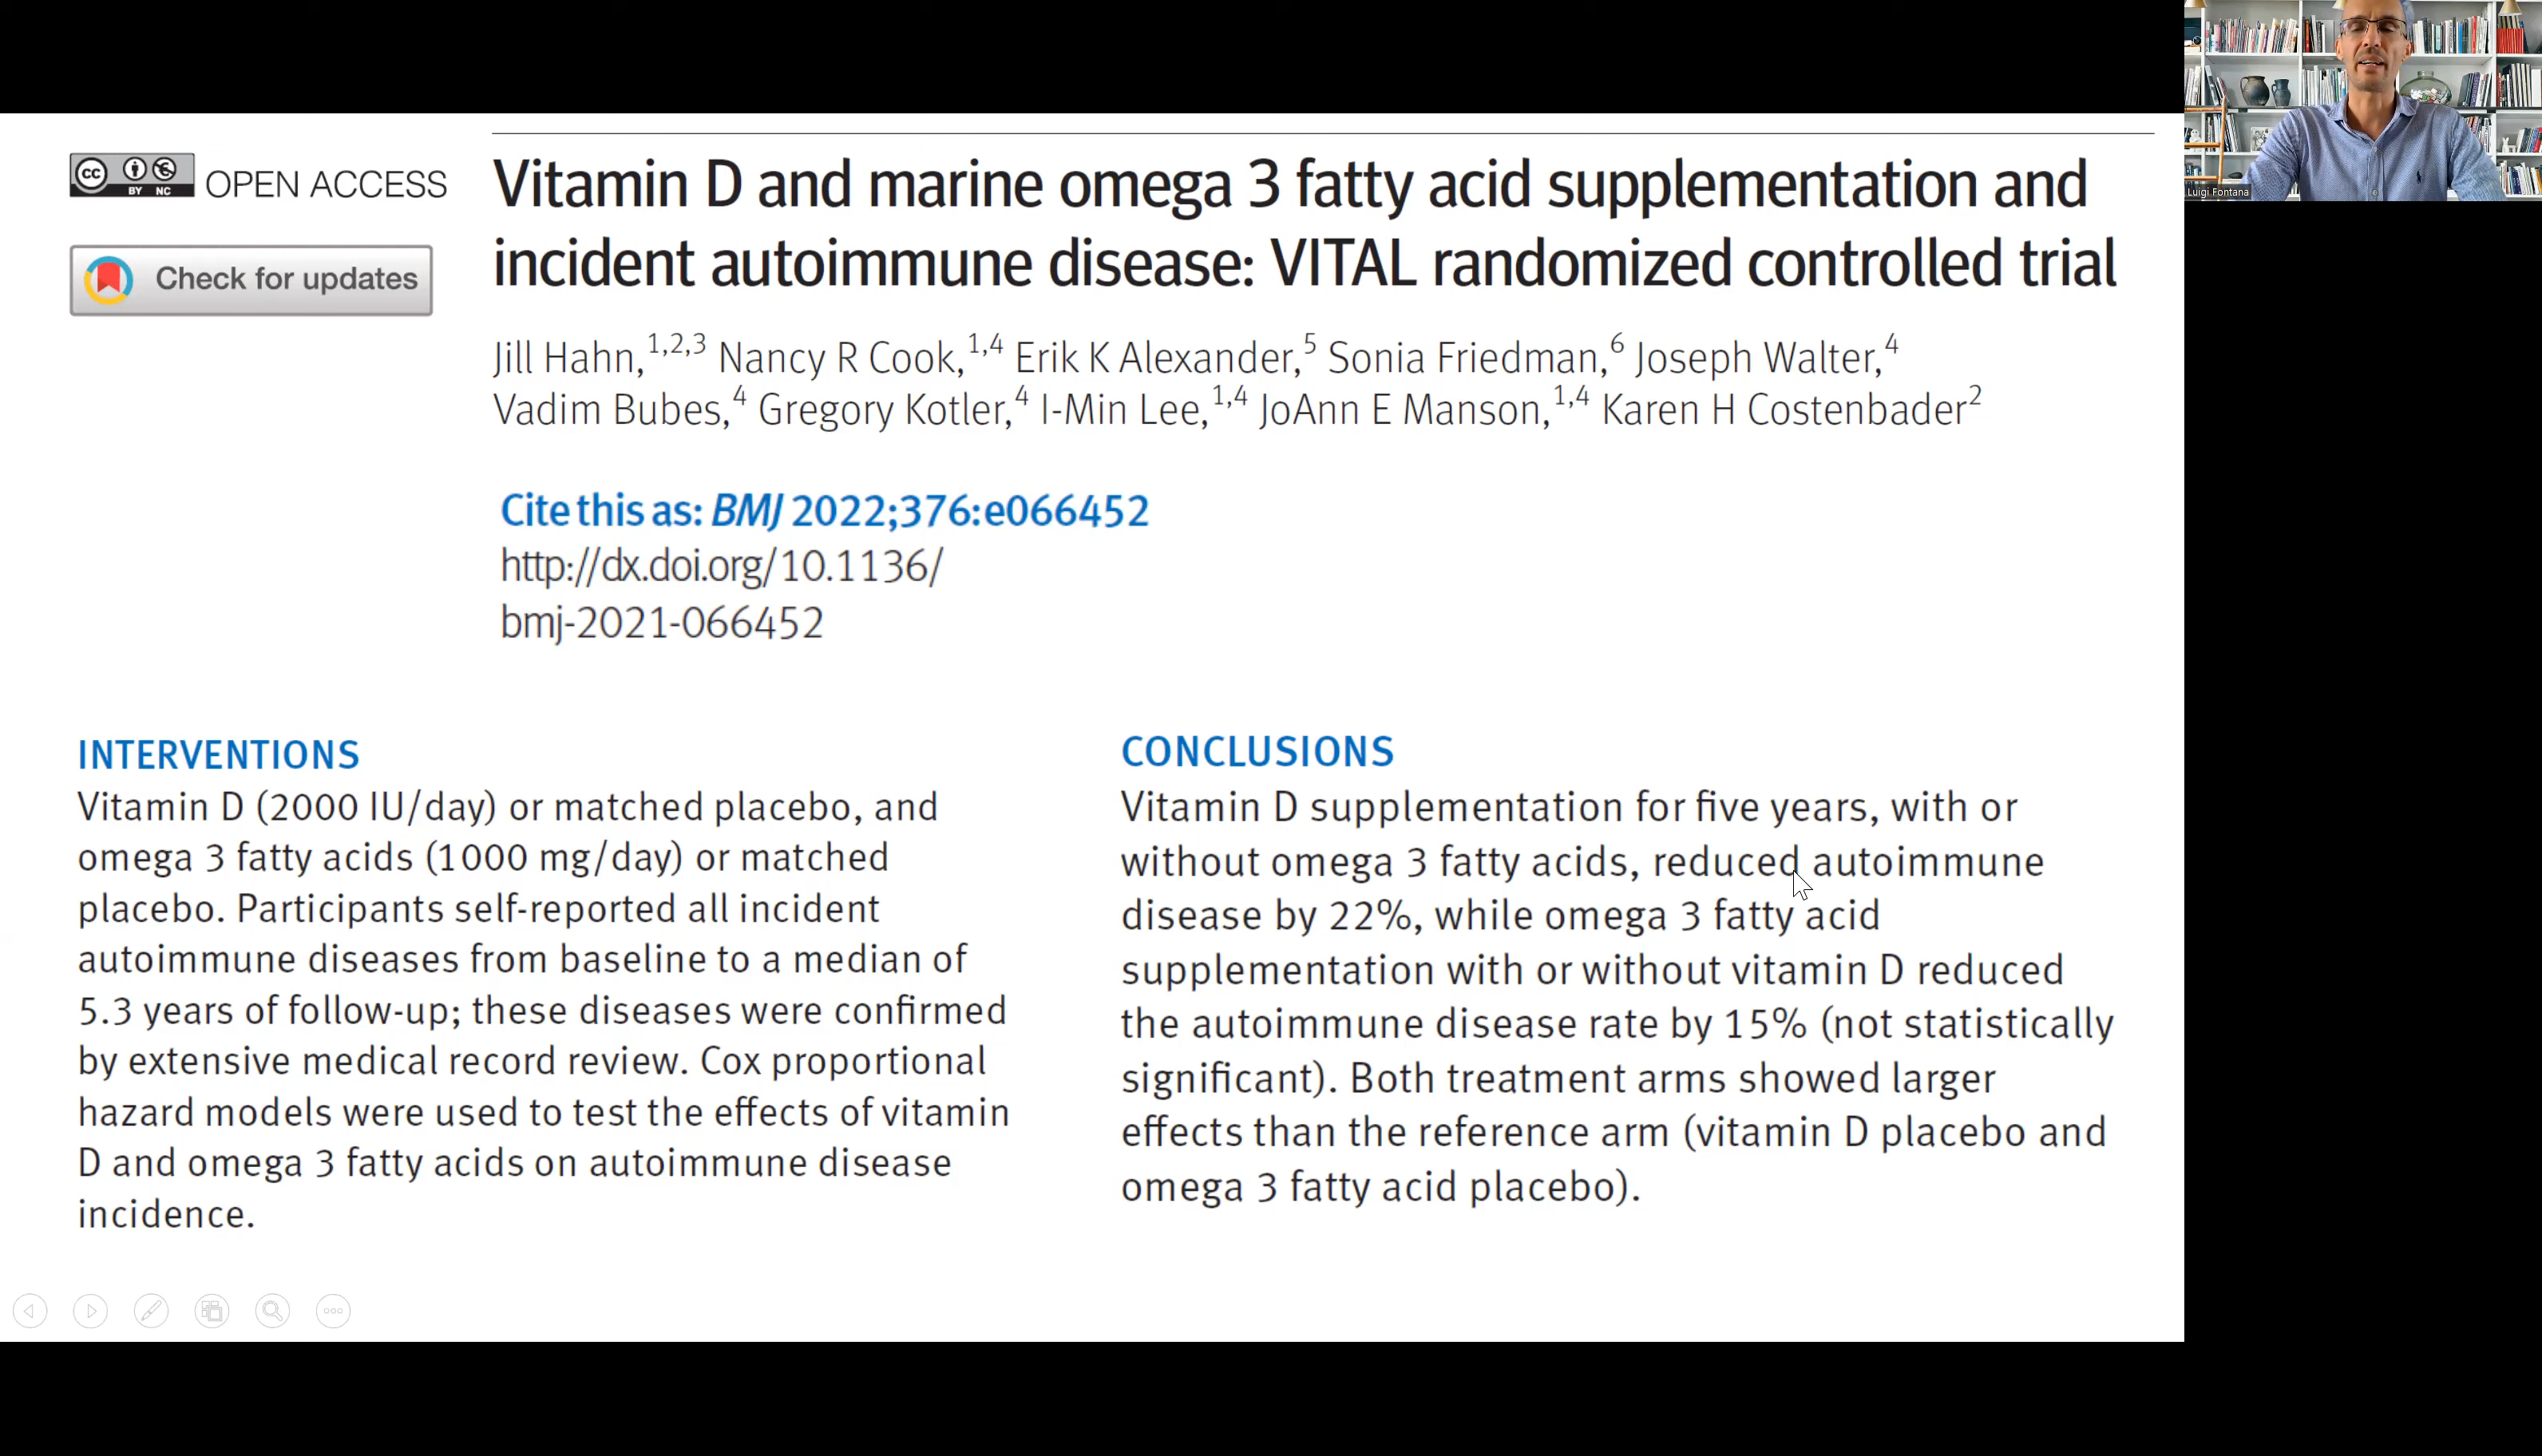 cc BY NC OPEN ACCESS
Check for updates
Vitamin D and marine omega 3 fatty acid supplementation and
incident autoimmune disease: VITAL randomized controlled trial
Jill Hahn,1,2,3 Nancy R Cook,1,4 Erik K Alexander,5 Sonia Friedman,6 Joseph Walter,4
Vadim Bubes,4 Gregory Kotler,4 I-Min Lee,1,4 JoAnn E Manson,1,4 Karen H Costenbader2
Cite this as: BMJ 2022;376:e066452
http://dx.doi.org/10.1136/
bmj-2021-066452
INTERVENTIONS
Vitamin D (2000 IU/day) or matched placebo, and
omega 3 fatty acids (1000 mg/day) or matched
placebo. Participants self-reported all incident
autoimmune diseases from baseline to a median of
5.3 years of follow-up; these diseases were confirmed
by extensive medical record review. Cox proportional
hazard models were used to test the effects of vitamin
D and omega 3 fatty acids on autoimmune disease
incidence.
CONCLUSIONS
Vitamin D supplementation for five years, with or
without omega 3 fatty acids, reduced autoimmune
disease by 22%, while omega 3 fatty acid
supplementation with or without vitamin D reduced
the autoimmune disease rate by 15% (not statistically
significant). Both treatment arms showed larger
effects than the reference arm (vitamin D placebo and
omega 3 fatty acid placebo).
Luigi Fontana